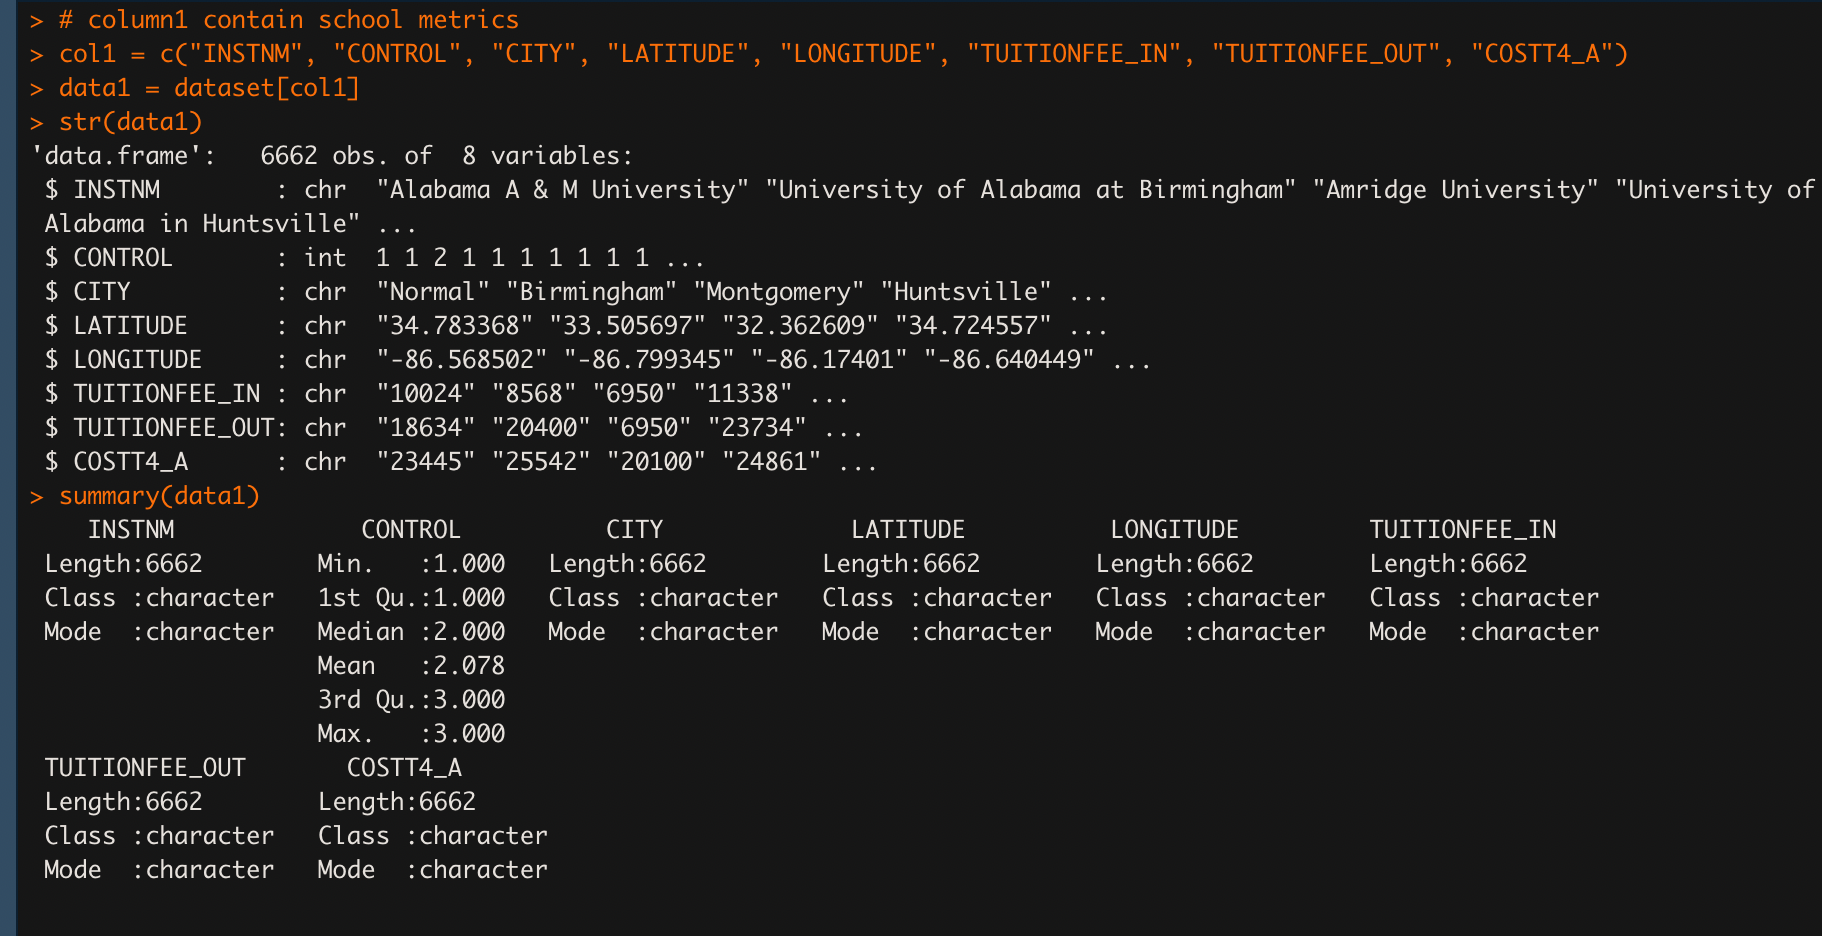 > # column1 contain school metrics
> col1 = c("INSTNM", "CONTROL", "CITY", "LATITUDE", "LONGITUDE", "TUITIONFEE_IN", "TUITIONFEE_OUT", "COSTT4_A")
> data1 = dataset[col1]
> str(data1)
'data.frame':   6662 obs. of  8 variables:
 $ INSTNM        : chr  "Alabama A & M University" "University of Alabama at Birmingham" "Amridge University" "University of
 Alabama in Huntsville" ...
 $ CONTROL       : int  1 1 2 1 1 1 1 1 1 1 ...
 $ CITY          : chr  "Normal" "Birmingham" "Montgomery" "Huntsville" ...
 $ LATITUDE      : chr  "34.783368" "33.505697" "32.362609" "34.724557" ...
 $ LONGITUDE     : chr  "-86.568502" "-86.799345" "-86.17401" "-86.640449" ...
 $ TUITIONFEE_IN : chr  "10024" "8568" "6950" "11338" ...
 $ TUITIONFEE_OUT: chr  "18634" "20400" "6950" "23734" ...
 $ COSTT4_A      : chr  "23445" "25542" "20100" "24861" ...
> summary(data1)
    INSTNM             CONTROL          CITY             LATITUDE          LONGITUDE         TUITIONFEE_IN
 Length:6662        Min.   :1.000   Length:6662        Length:6662        Length:6662        Length:6662
 Class :character   1st Qu.:1.000   Class :character   Class :character   Class :character   Class :character
 Mode  :character   Median :2.000   Mode  :character   Mode  :character   Mode  :character   Mode  :character
                    Mean   :2.078
                    3rd Qu.:3.000
                    Max.   :3.000
 TUITIONFEE_OUT       COSTT4_A
 Length:6662        Length:6662
 Class :character   Class :character
 Mode  :character   Mode  :character